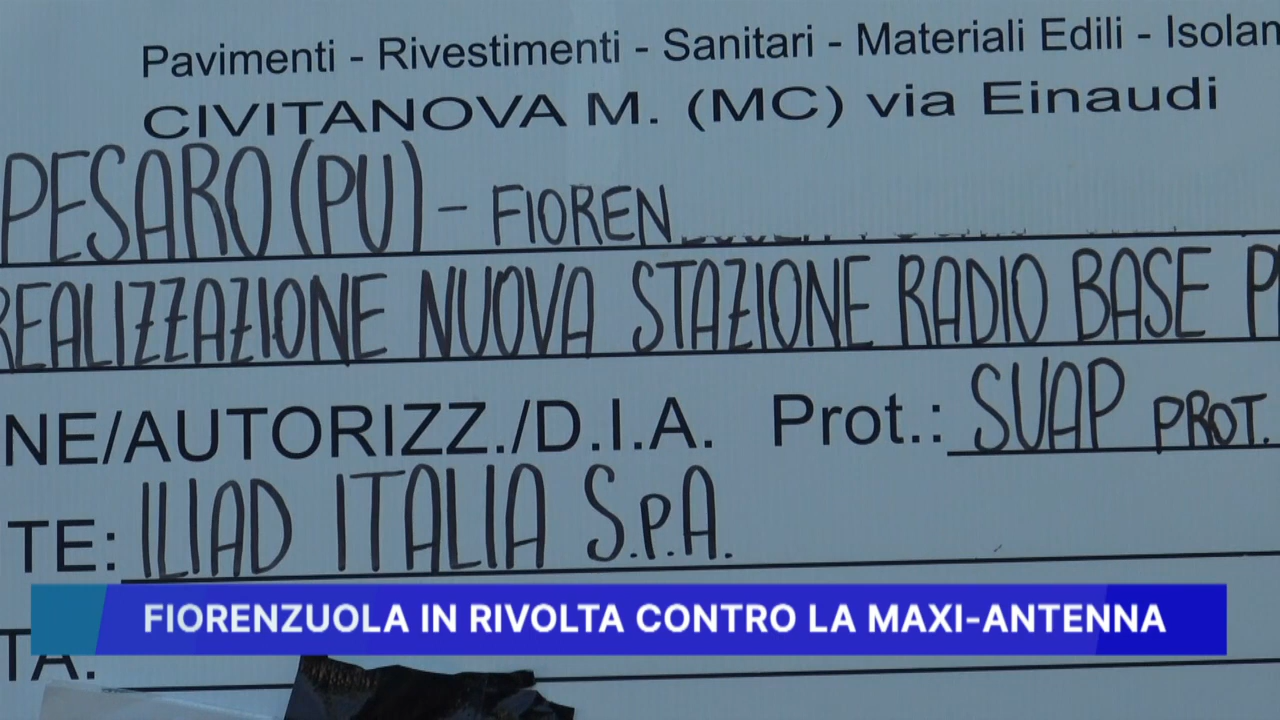 Pavimenti - Rivestimenti - Sanitari - Materiali Edili - Isolan
CIVITANOVA M. (MC) via Einaudi
PESARO (PU) - FIOREN
REALIZZAZIONE NUOVA STAZIONE RADIO BASE P
NE/AUTORIZZ./D.I.A. Prot.: SUAP PROT.
TE: ILIAD ITALIA S.p.A.
FIORENZUOLA IN RIVOLTA CONTRO LA MAXI-ANTENNA
TA: